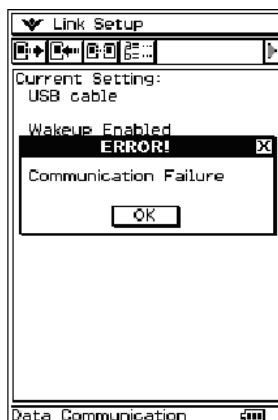 Link Setup
Current Setting:
USB cable
Wakeup Enabled
ERROR!
Communication Failure
OK
Data Communication